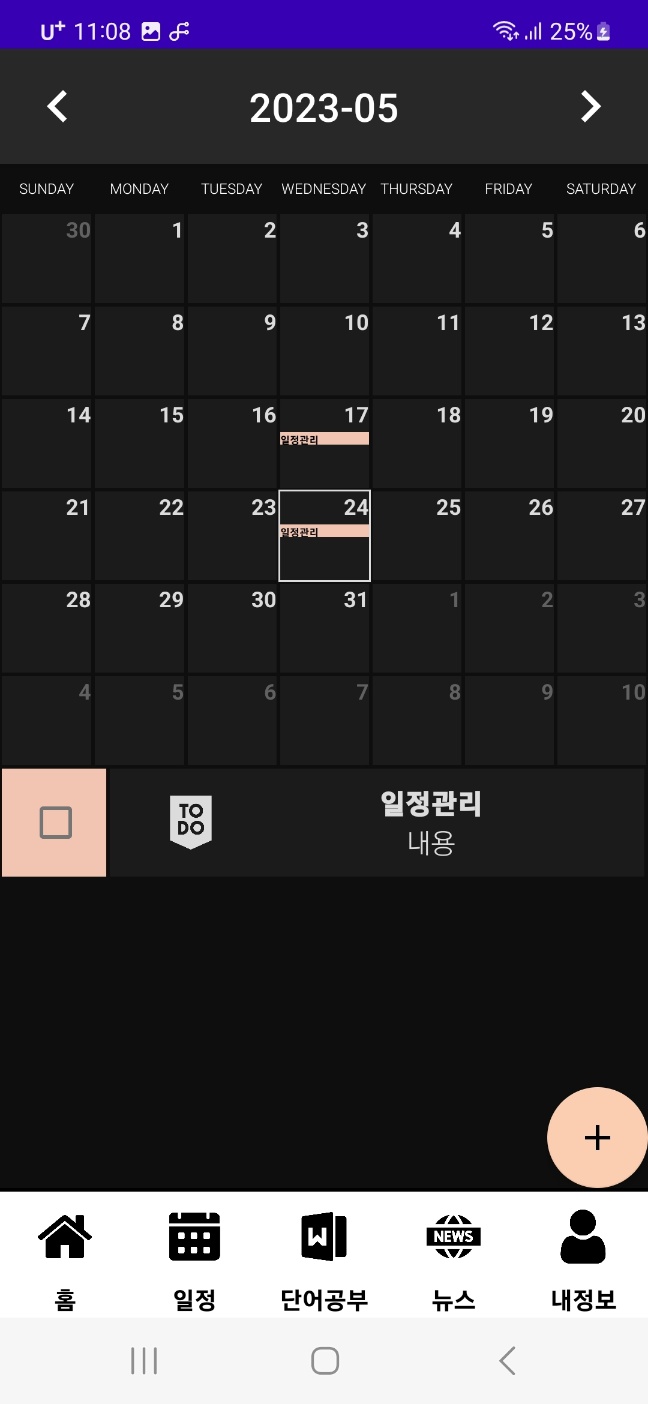 U+ 11:08 25%
2023-05
SUNDAY MONDAY TUESDAY WEDNESDAY THURSDAY FRIDAY SATURDAY
30 1 2 3 4 5 6
7 8 9 10 11 12 13
14 15 16 17 18 19 20
일정관리
21 22 23 24 25 26 27
일정관리
28 29 30 31 1 2 3
4 5 6 7 8 9 10
TO
DO
일정관리
내용
+
W NEWS
홈 일정 단어공부 뉴스 내정보